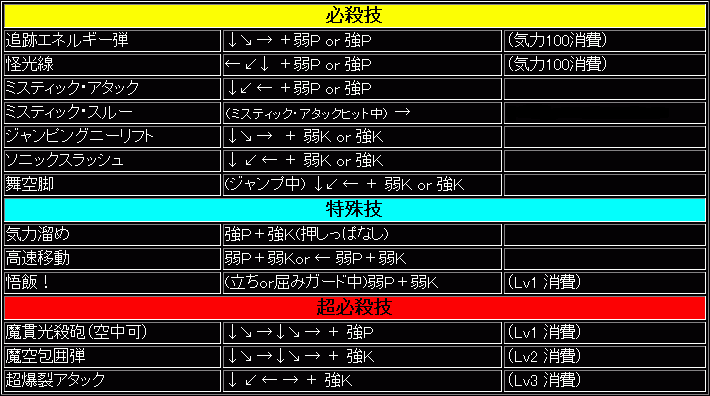 必殺技
追跡エネルギー弾 ↓↘→ +弱P or 強P (気力100消費)
怪光線 ←↙↓ +弱P or 強P (気力100消費)
ミスティック・アタック ↓↙← +弱P or 強P
ミスティック・スルー (ミスティック・アタックヒット中) →
ジャンピングニーリフト ↓↘→ + 弱K or 強K
ソニックスラッシュ ↓↙← + 弱K or 強K
舞空脚 (ジャンプ中) ↓↙← + 弱K or 強K
特殊技
気力溜め 強P+強K(押しっぱなし)
高速移動 弱P+弱Kor ← 弱P+弱K
悟飯! (立ちor屈みガード中)弱P+弱K (Lv1 消費)
超必殺技
魔貫光殺砲(空中可) ↓↘→↓↘→ + 強P (Lv1 消費)
魔空包囲弾 ↓↘→↓↘→ + 強K (Lv2 消費)
超爆裂アタック ↓↙←→ + 強K (Lv3 消費)